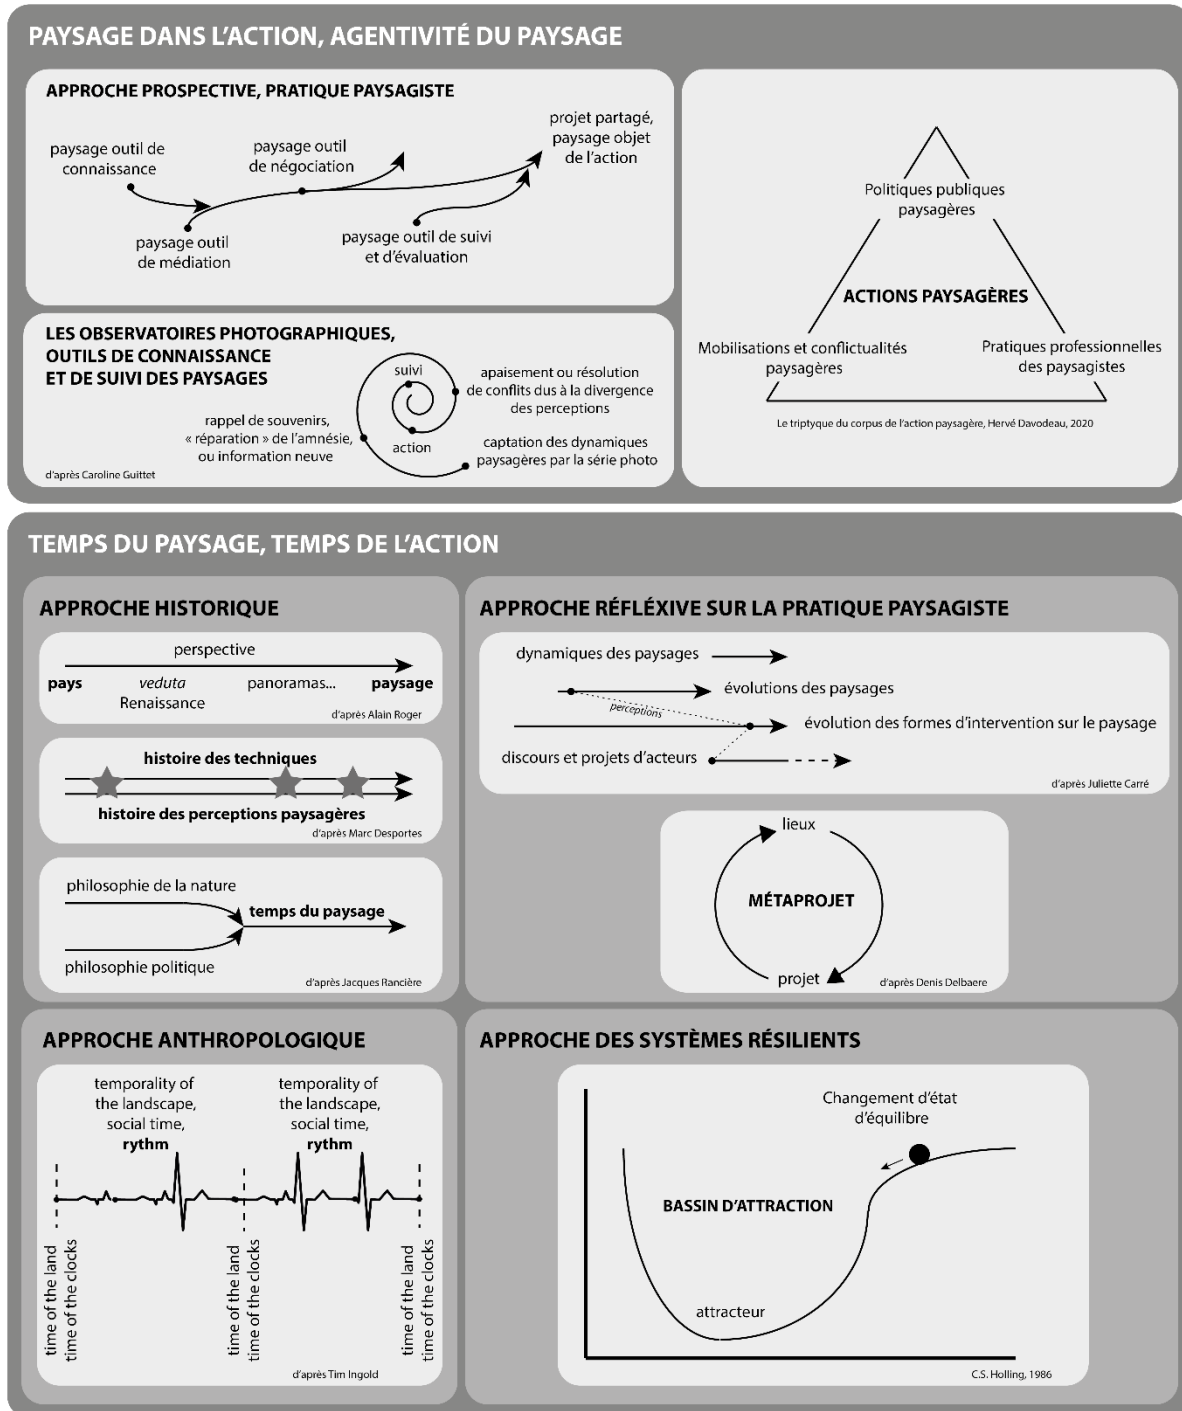 PAYSAGE DANS L'ACTION, AGENTIVITÉ DU PAYSAGE
APPROCHE PROSPECTIVE, PRATIQUE PAYSAGISTE
paysage outil de
connaissance
paysage outil
de négociation
projet partagé,
paysage objet
de l'action
paysage outil
de médiation
paysage outil de suivi
et d'évaluation
LES OBSERVATOIRES PHOTOGRAPHIQUES,
OUTILS DE CONNAISSANCE
ET DE SUIVI DES PAYSAGES
suivi
apaisement ou résolution
de conflits dus à la divergence
des perceptions
rappel de souvenirs,
« réparation » de l'amnésie,
ou information neuve
action
captation des dynamiques
paysagères par la série photo
d'après Caroline Guittet
Politiques publiques
paysagères
ACTIONS PAYSAGÈRES
Mobilisations et conflictualités
paysagères
Pratiques professionnelles
des paysagistes
Le triptyque du corpus de l'action paysagère, Hervé Davodeau, 2020
TEMPS DU PAYSAGE, TEMPS DE L'ACTION
APPROCHE HISTORIQUE
perspective
pays
veduta
Renaissance
panoramas...
paysage
d'après Alain Roger
histoire des techniques
histoire des perceptions paysagères
d'après Marc Desportes
philosophie de la nature
temps du paysage
philosophie politique
d'après Jacques Rancière
APPROCHE RÉFLÉXIVE SUR LA PRATIQUE PAYSAGISTE
dynamiques des paysages
évolutions des paysages
perceptions
évolution des formes d'intervention sur le paysage
discours et projets d'acteurs
d'après Juliette Carré
lieux
MÉTAPROJET
projet
d'après Denis Delbaere
APPROCHE ANTHROPOLOGIQUE
temporality of
the landscape,
social time,
rythm
temporality of
the landscape,
social time,
rythm
time of the land
time of the clocks
time of the land
time of the clocks
time of the land
time of the clocks
d'après Tim Ingold
APPROCHE DES SYSTÈMES RÉSILIENTS
Changement d'état
d'équilibre
BASSIN D'ATTRACTION
attracteur
C.S. Holling, 1986